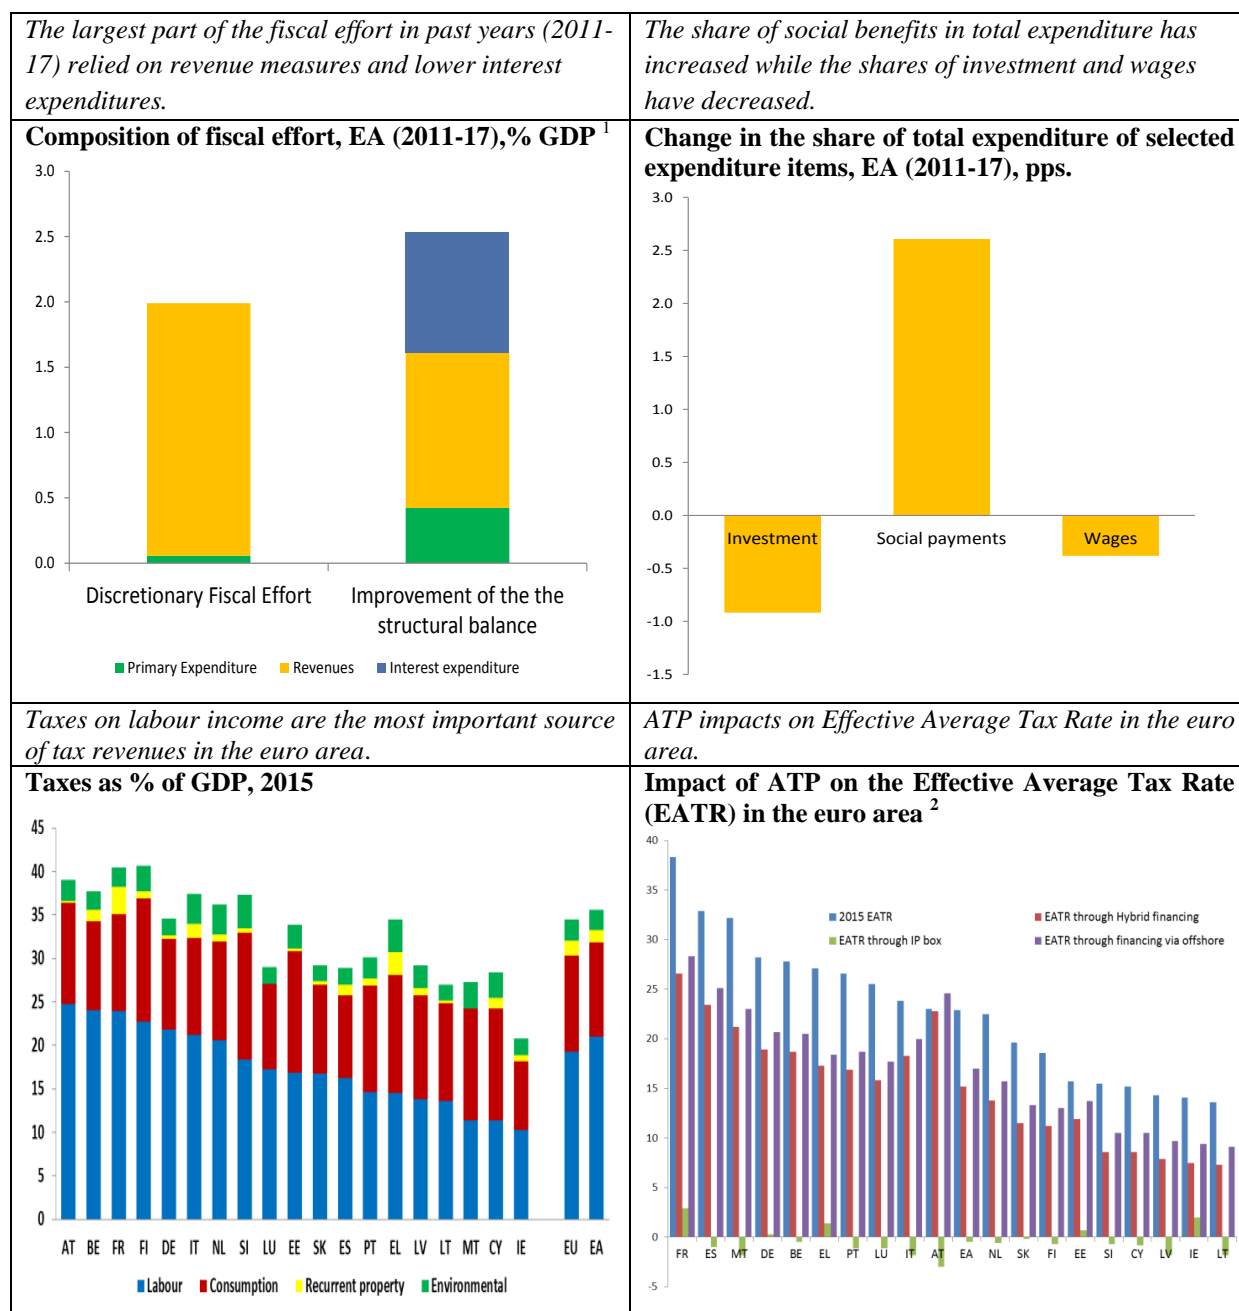 The largest part of the fiscal effort in past years (2011-
17) relied on revenue measures and lower interest
expenditures.
Composition of fiscal effort, EA (2011-17),% GDP 1
3.0
2.5
2.0
1.5
1.0
0.5
0.0
Discretionary Fiscal Effort
Improvement of the the
structural balance
Primary Expenditure Revenues Interest expenditure
The share of social benefits in total expenditure has
increased while the shares of investment and wages
have decreased.
Change in the share of total expenditure of selected
expenditure items, EA (2011-17), pps.
3.0
2.5
2.0
1.5
1.0
0.5
0.0
-0.5
-1.0
-1.5
Investment Social payments Wages
Taxes on labour income are the most important source
of tax revenues in the euro area.
Taxes as % of GDP, 2015
45
40
35
30
25
20
15
10
5
0
AT BE FR FI DE IT NL SI LU EE SK ES PT EL LV LT MT CY IE EU EA
Labour Consumption Recurrent property Environmental
ATP impacts on Effective Average Tax Rate in the euro
area.
Impact of ATP on the Effective Average Tax Rate
(EATR) in the euro area 2
40
35
30
25
20
15
10
5
0
-5
2015 EATR EATR through Hybrid financing
EATR through IP box EATR through financing via offshore
FR ES MT DE BE EL PT LU IT AT EA NL SK FI EE SI CY LV IE LT